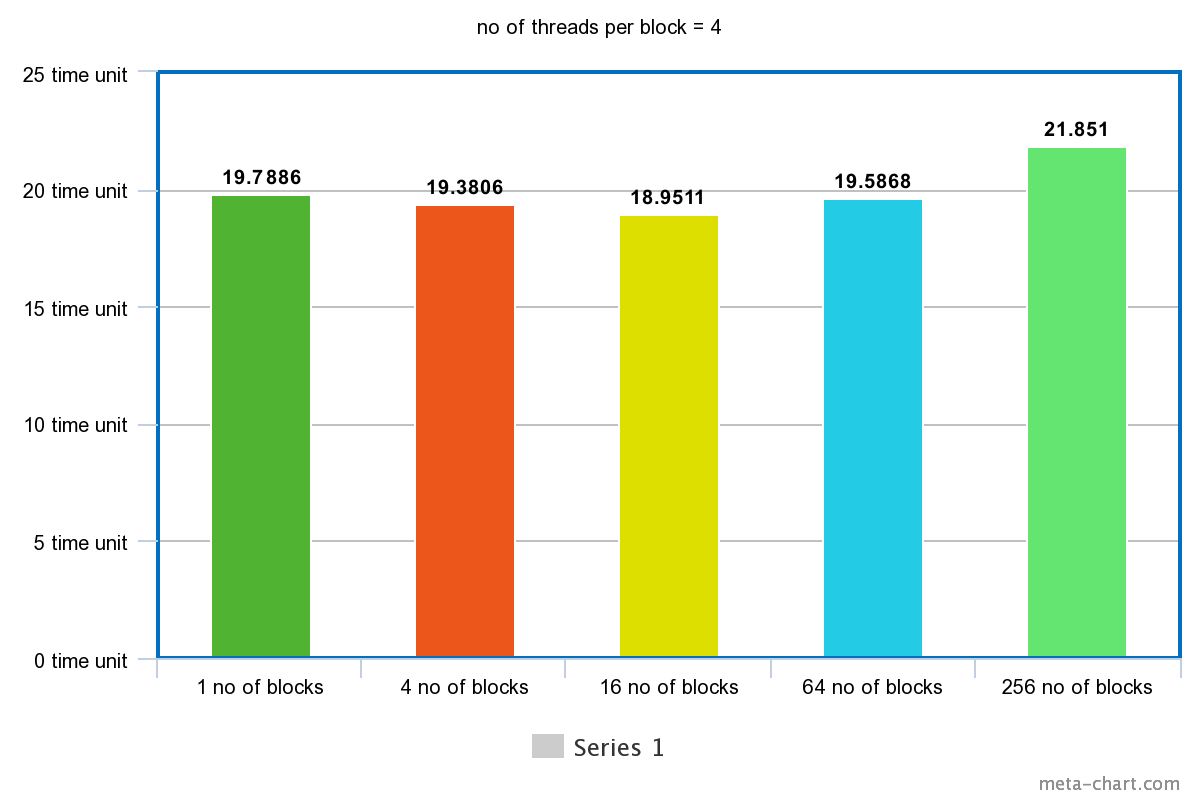 no of threads per block = 4
25 time unit
20 time unit
15 time unit
10 time unit
5 time unit
0 time unit
19.7886
19.3806
18.9511
19.5868
21.851
1 no of blocks
4 no of blocks
16 no of blocks
64 no of blocks
256 no of blocks
Series 1
meta-chart.com